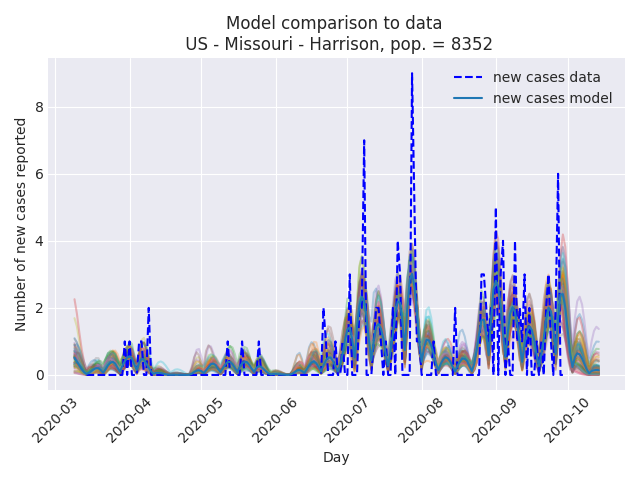 Model comparison to data
US - Missouri - Harrison, pop. = 8352
new cases data
new cases model
Number of new cases reported
8
6
4
2
0
2020-03
2020-04
2020-05
2020-06
2020-07
2020-08
2020-09
2020-10
Day